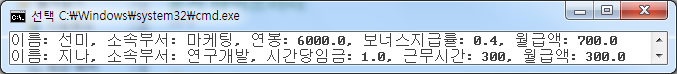 선택 C:₩Windows₩system32₩cmd.exe
이름: 선미, 소속부서: 마케팅, 연봉: 6000.0, 보너스지급률: 0.4, 월급액: 700.0
이름: 지나, 소속부서: 연구개발, 시간당임금: 1.0, 근무시간: 300, 월급액: 300.0